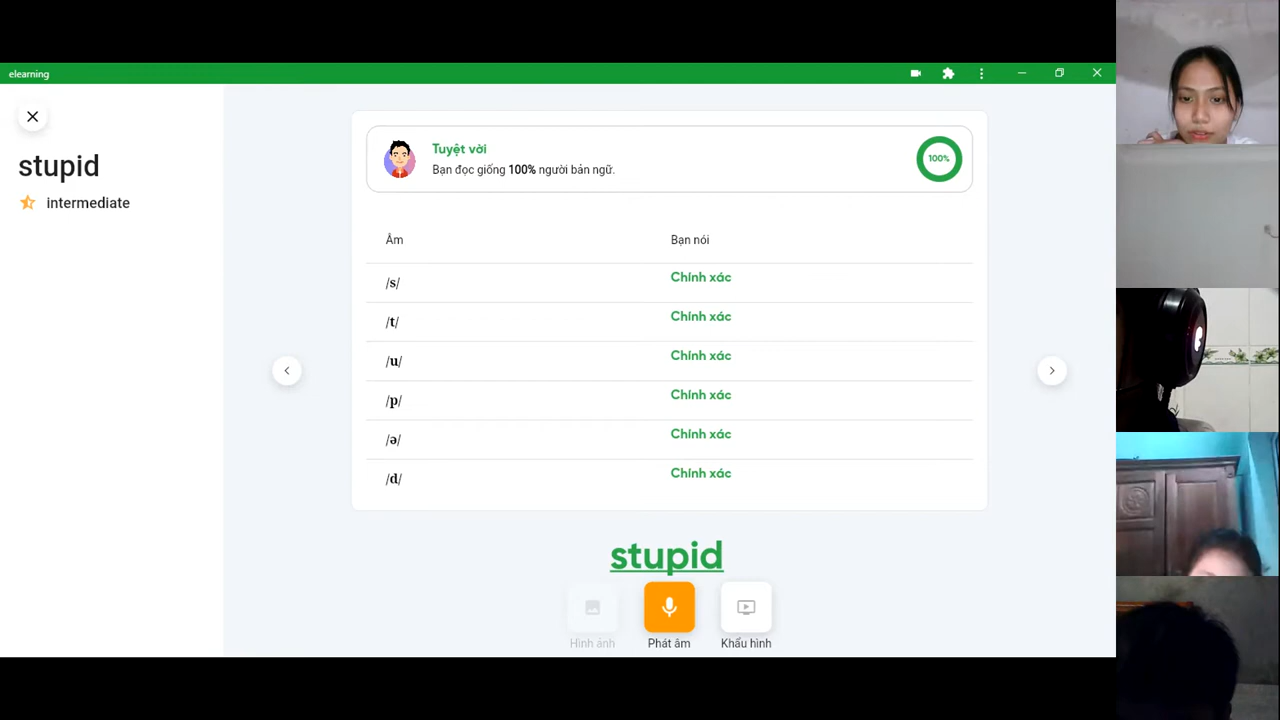 elearning
stupid
intermediate
Tuyệt vời
Bạn đọc giống 100% người bản ngữ.
100%
Âm Bạn nói
/s/ Chính xác
/t/ Chính xác
/u/ Chính xác
/p/ Chính xác
/ə/ Chính xác
/d/ Chính xác
stupid
Hình ảnh Phát âm Khẩu hình